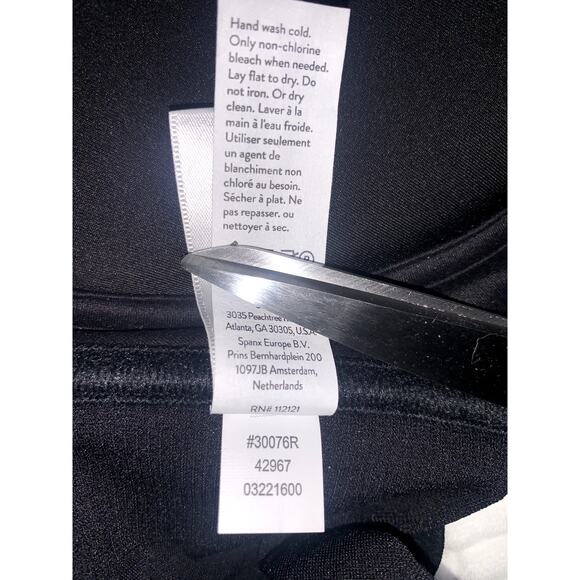 Hand wash cold.
Only non-chlorine
bleach when needed.
Lay flat to dry. Do
not iron. Or dry
clean. Laver à la
main à l'eau froide.
Utiliser seulement
un agent de
blanchiment non
chloré au besoin.
Sécher à plat. Ne
pas repasser. ou
nettoyer à sec.
3035 Peachtree
Atlanta, GA 30305, U.S.A.
Spanx Europe B.V.
Prins Bernhardplein 200
1097JB Amsterdam,
Netherlands
RN# 112121
#30076R
42967
03221600